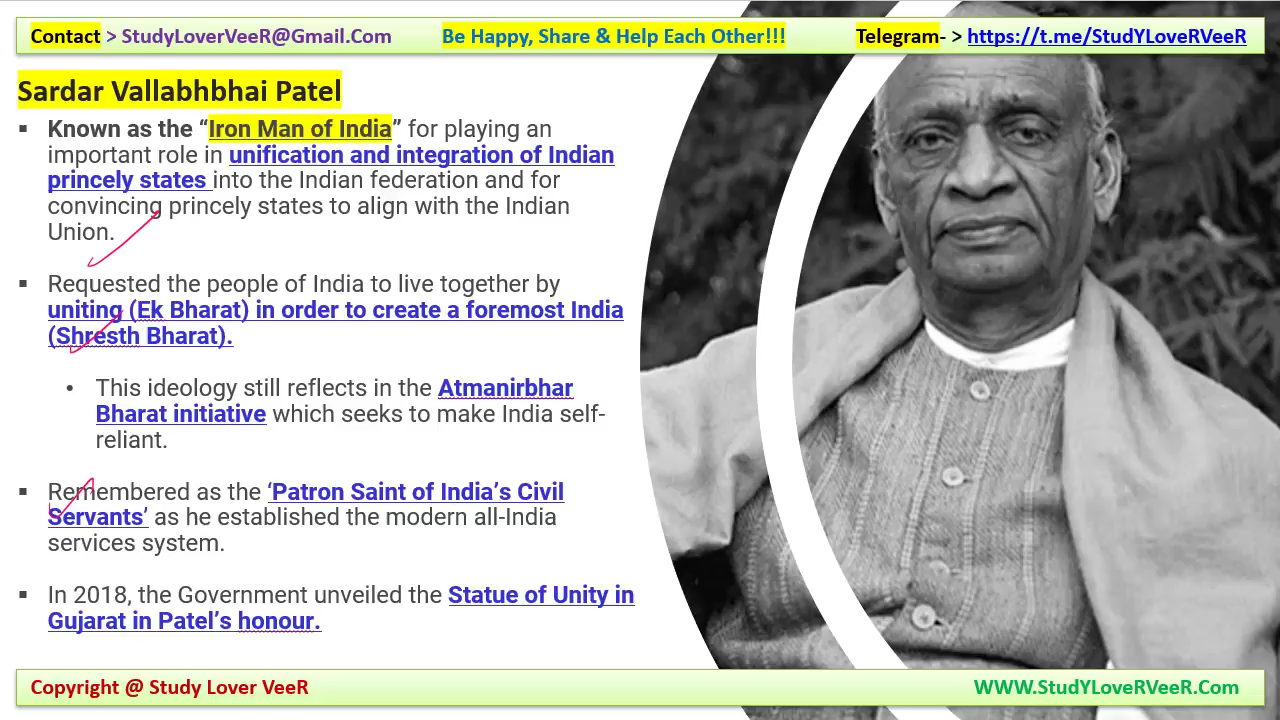 Contact > StudyLoverVeeR@Gmail.Com Be Happy, Share & Help Each Other!!! Telegram- > https://t.me/StudYLoveRVeeR
Sardar Vallabhbhai Patel
▪ Known as the “Iron Man of India” for playing an
important role in unification and integration of Indian
princely states into the Indian federation and for
convincing princely states to align with the Indian
Union.
▪ Requested the people of India to live together by
uniting (Ek Bharat) in order to create a foremost India
(Shresth Bharat).
• This ideology still reflects in the Atmanirbhar
Bharat initiative which seeks to make India self-
reliant.
▪ Remembered as the ‘Patron Saint of India’s Civil
Servants’ as he established the modern all-India
services system.
▪ In 2018, the Government unveiled the Statue of Unity in
Gujarat in Patel’s honour.
Copyright @ Study Lover VeeR WWW.StudYLoveRVeeR.Com